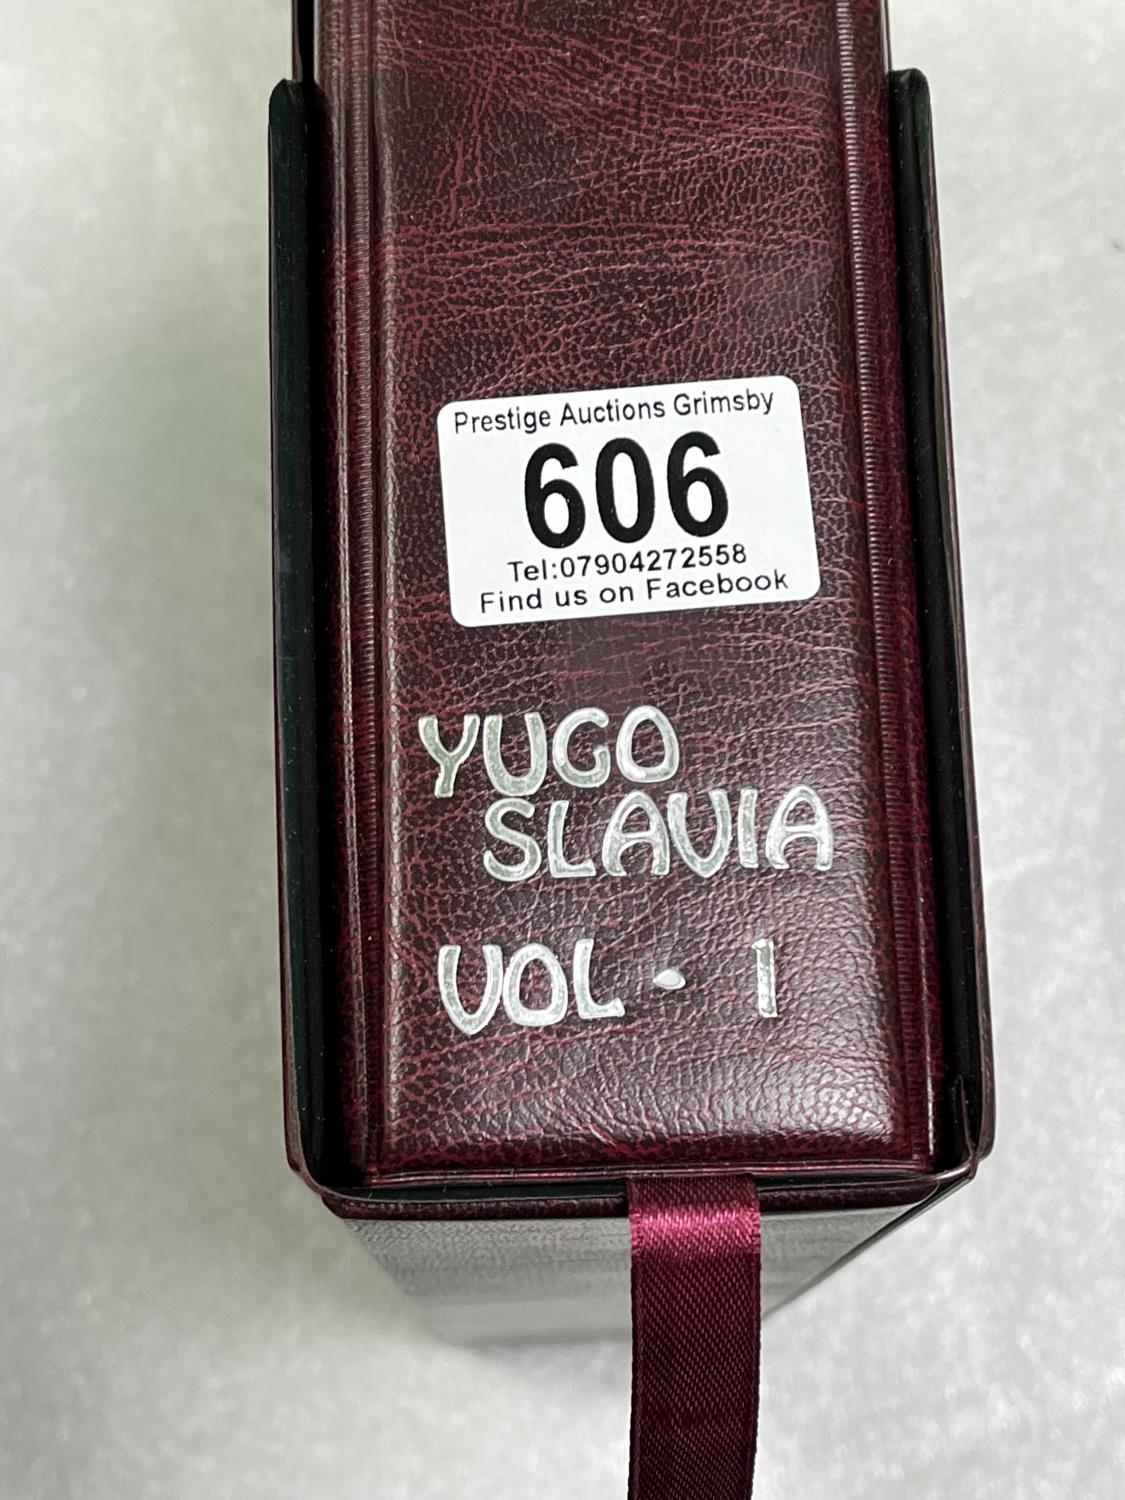 Prestige Auctions Grimsby
606
Tel:07904272558
Find us on Facebook
YUGO
SLAVIA
VOL · 1